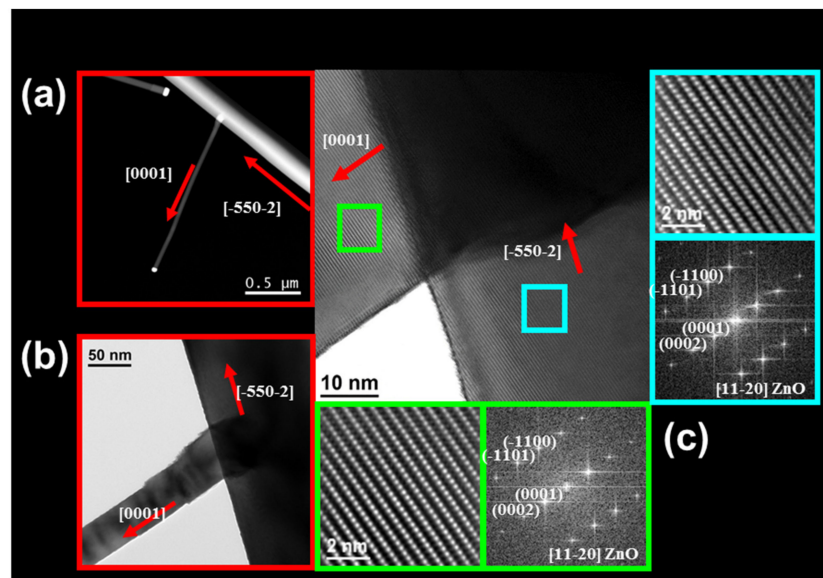 (a)
[0001]
[-550-2]
0.5 µm
(b)
50 nm
[-550-2]
[0001]
[0001]
[-550-2]
10 nm
2 nm
(-1100)
(-1101)
(0001)
(0002)
[11-20] ZnO
2 nm
(-1100)
(-1101)
(0001)
(0002)
[11-20] ZnO
(c)